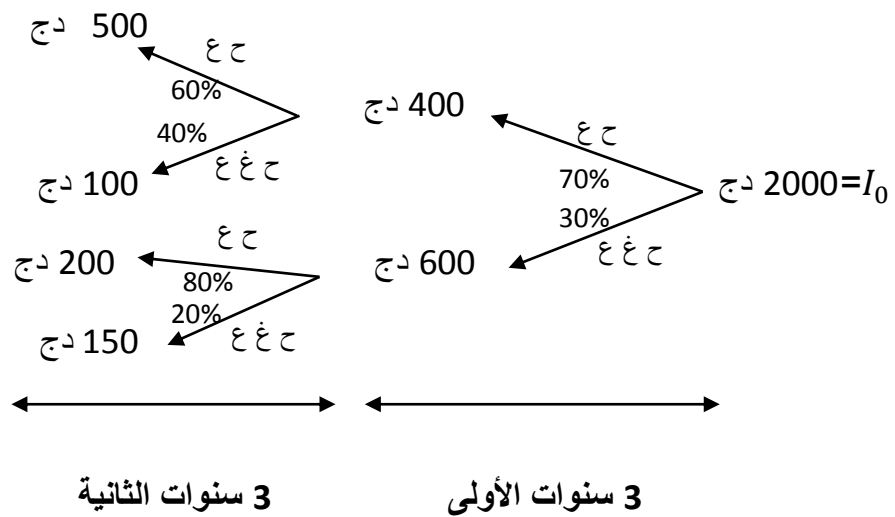 500 دج
ح ع
60%
40%
ح غ ع
100 دج
ح ع
200 دج
80%
20%
ح غ ع
150 دج
400 دج
ح ع
70%
30%
ح غ ع
600 دج
I₀=2000 دج
3 سنوات الأولى
3 سنوات الثانية